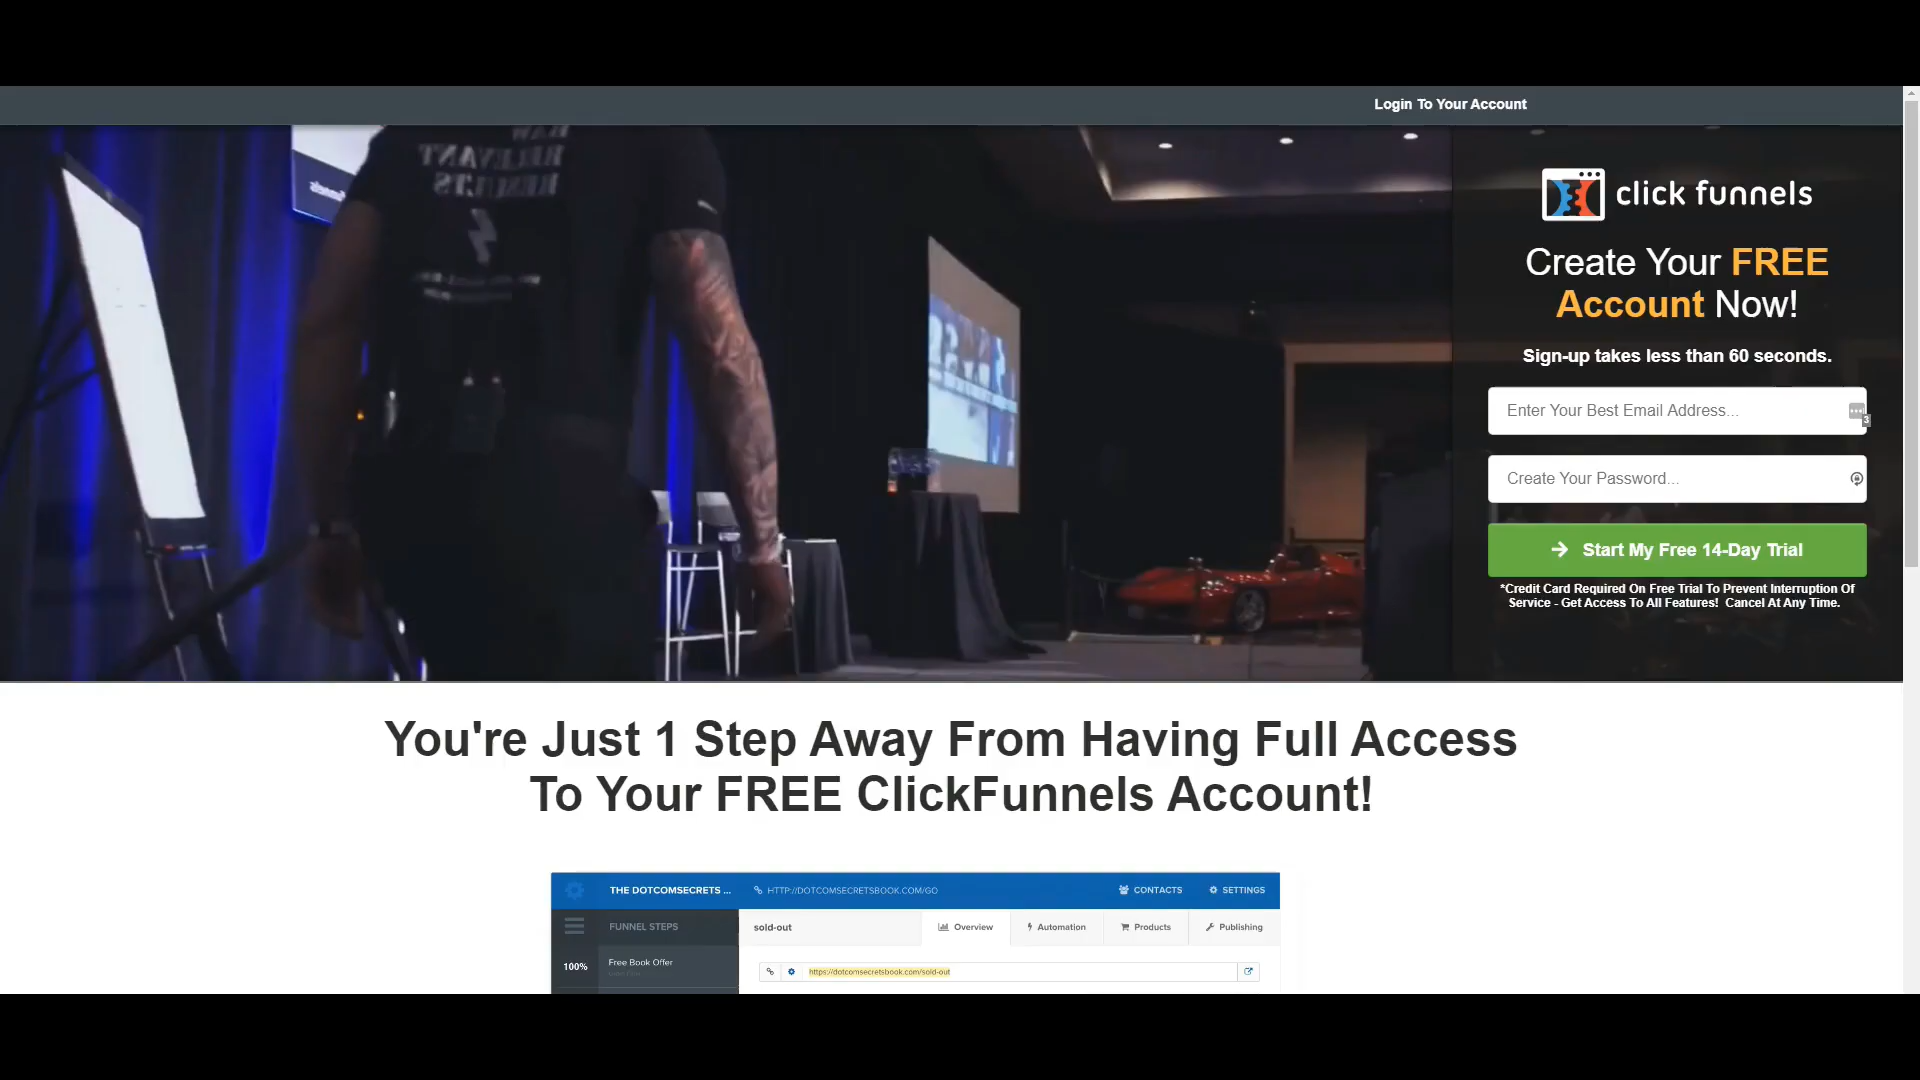 Login To Your Account
click funnels
Create Your FREE
Account Now!
Sign-up takes less than 60 seconds.
Enter Your Best Email Address...
3
Create Your Password...
Start My Free 14-Day Trial
*Credit Card Required On Free Trial To Prevent Interruption Of
Service - Get Access To All Features! Cancel At Any Time.
RELEVANT
RESULTS
You're Just 1 Step Away From Having Full Access
To Your FREE ClickFunnels Account!
THE DOTCOMSECRETS ...
HTTP://DOTCOMSECRETSBOOK.COM/GO
CONTACTS
SETTINGS
FUNNEL STEPS
sold-out
Overview
Automation
Products
Publishing
100%
Free Book Offer
https://dotcomsecretsbook.com/sold-out